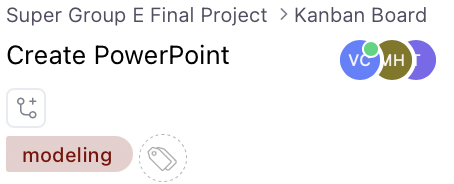 Super Group E Final Project > Kanban Board
Create PowerPoint
VC MH T
modeling